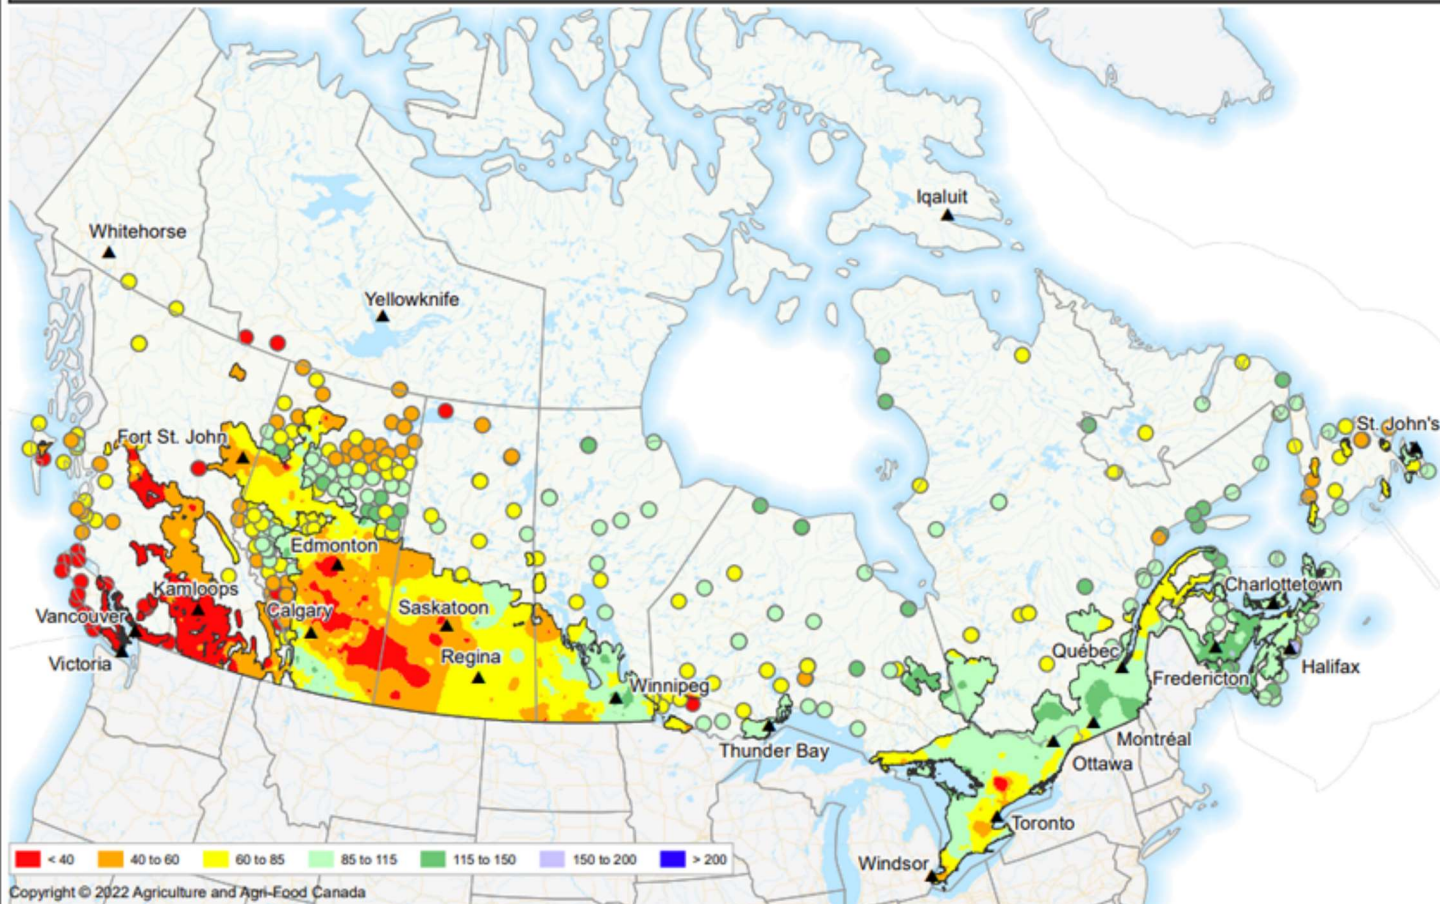 Iqaluit
Whitehorse
Yellowknife
St. John's
Fort St. John
Edmonton
Charlottetown
Kamloops
Calgary
Saskatoon
Vancouver
Québec
Regina
Victoria
Fredericton
Halifax
Winnipeg
Montréal
Thunder Bay
Ottawa
Toronto
Windsor
< 40 40 to 60 60 to 85 85 to 115 115 to 150 150 to 200 > 200
Copyright © 2022 Agriculture and Agri-Food Canada